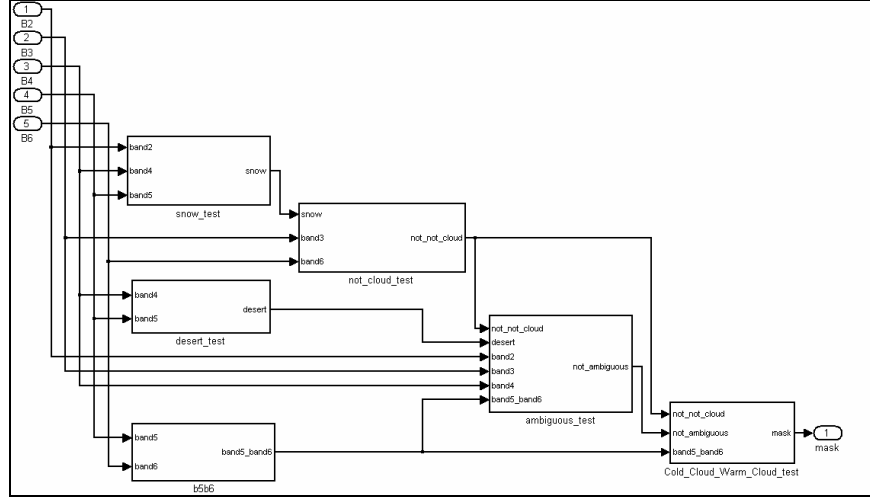 1
B2
2
B3
3
B4
4
B5
5
B6
band2
band4
band5
snow
snow_test
snow
band3
band6
not_not_cloud
not_cloud_test
band4
band5
desert
desert_test
not_not_cloud
desert
band2
band3
band4
band5_band6
not_ambiguous
ambiguous_test
band5
band6
band5_band6
b5b6
not_not_cloud
not_ambiguous
band5_band6
mask
Cold_Cloud_Warm_Cloud_test
1
mask